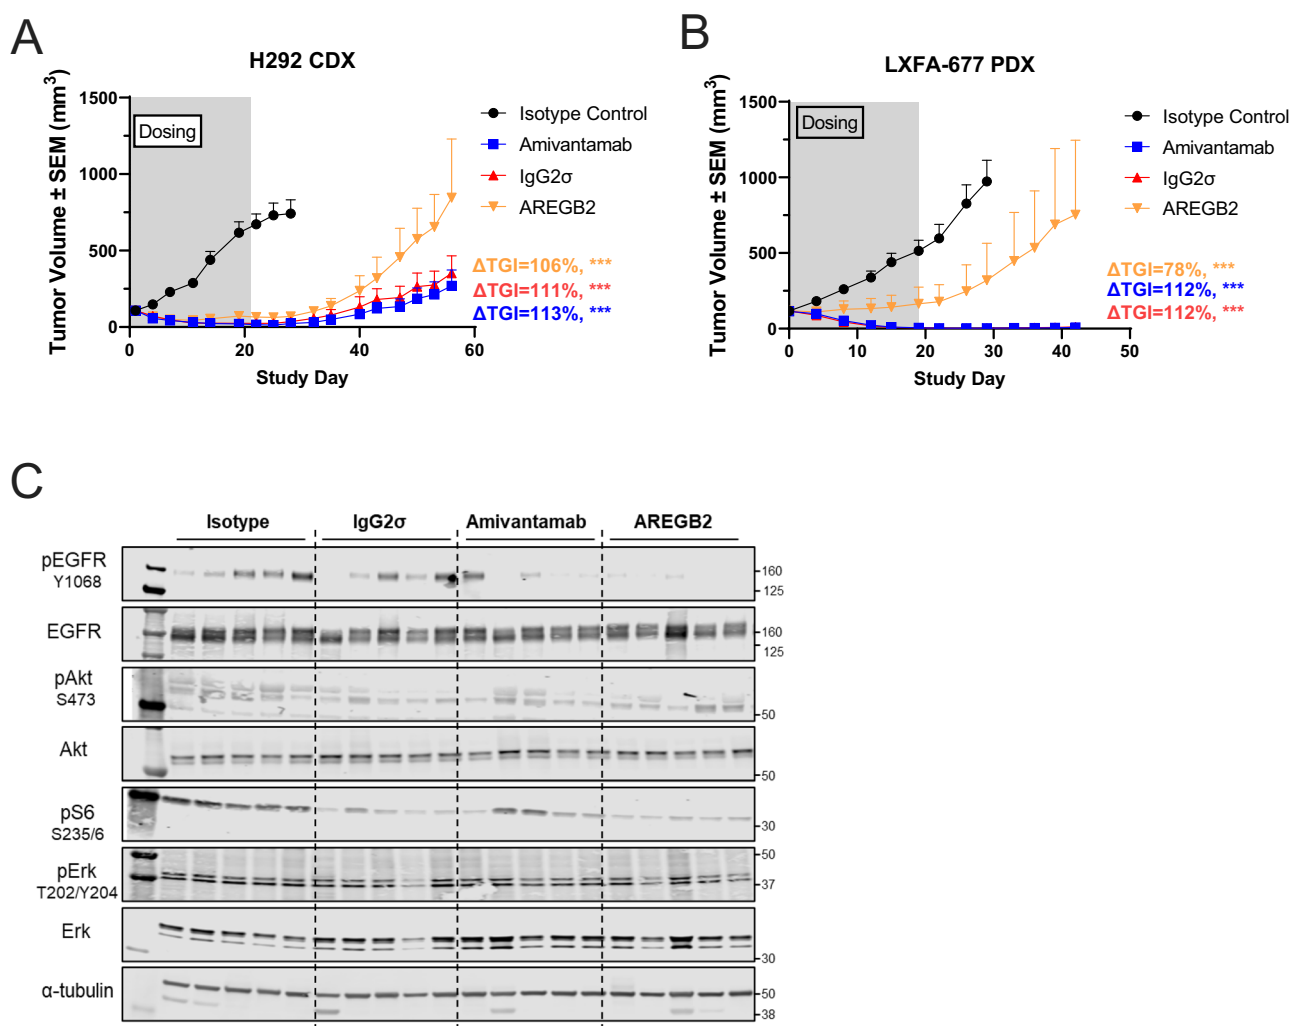 A
H292 CDX
Tumor Volume ± SEM (mm³)
1500
1000
500
0
Dosing
0
20
40
60
Study Day
Isotype Control
Amivantamab
IgG2σ
AREGB2
ΔTGI=106%, ***
ΔTGI=111%, ***
ΔTGI=113%, ***
B
LXFA-677 PDX
Tumor Volume ± SEM (mm³)
1500
1000
500
0
Dosing
0
10
20
30
40
50
Study Day
Isotype Control
Amivantamab
IgG2σ
AREGB2
ΔTGI=78%, ***
ΔTGI=112%, ***
ΔTGI=112%, ***
C
Isotype IgG2σ Amivantamab AREGB2
pEGFR
Y1068
160
125
EGFR
160
125
pAkt
S473
50
Akt
50
pS6
S235/6
30
pErk
T202/Y204
50
37
Erk
30
α-tubulin
50
38